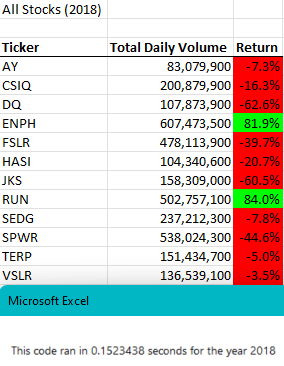 All Stocks (2018)
Ticker Total Daily Volume Return
AY 83,079,900 -7.3%
CSIQ 200,879,900 -16.3%
DQ 107,873,900 -62.6%
ENPH 607,473,500 81.9%
FSLR 478,113,900 -39.7%
HASI 104,340,600 -20.7%
JKS 158,309,000 -60.5%
RUN 502,757,100 84.0%
SEDG 237,212,300 -7.8%
SPWR 538,024,300 -44.6%
TERP 151,434,700 -5.0%
VSLR 136,539,100 -3.5%
Microsoft Excel
This code ran in 0.1523438 seconds for the year 2018